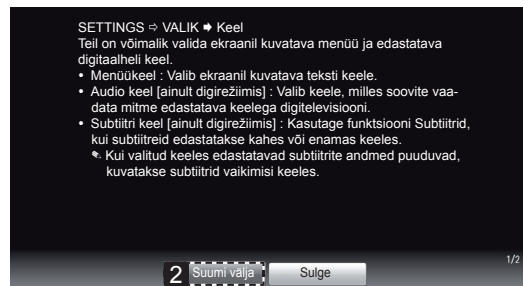 SETTINGS ⇨ VALIK ➡ Keel
Teil on võimalik valida ekraanil kuvatava menüü ja edastatava
digitaalheli keel.
• Menüükeel : Valib ekraanil kuvatava teksti keele.
• Audio keel [ainult digirežiimis] : Valib keele, milles soovite vaa-
data mitme edastatava keelega digitelevisiooni.
• Subtiitri keel [ainult digirežiimis] : Kasutage funktsiooni Subtiitrid,
kui subtiitreid edastatakse kahes või enamas keeles.
✎ Kui valitud keeles edastatavad subtiitrite andmed puuduvad,
kuvatakse subtiitrid vaikimisi keeles.
1/2
2 Suumi välja Sulge